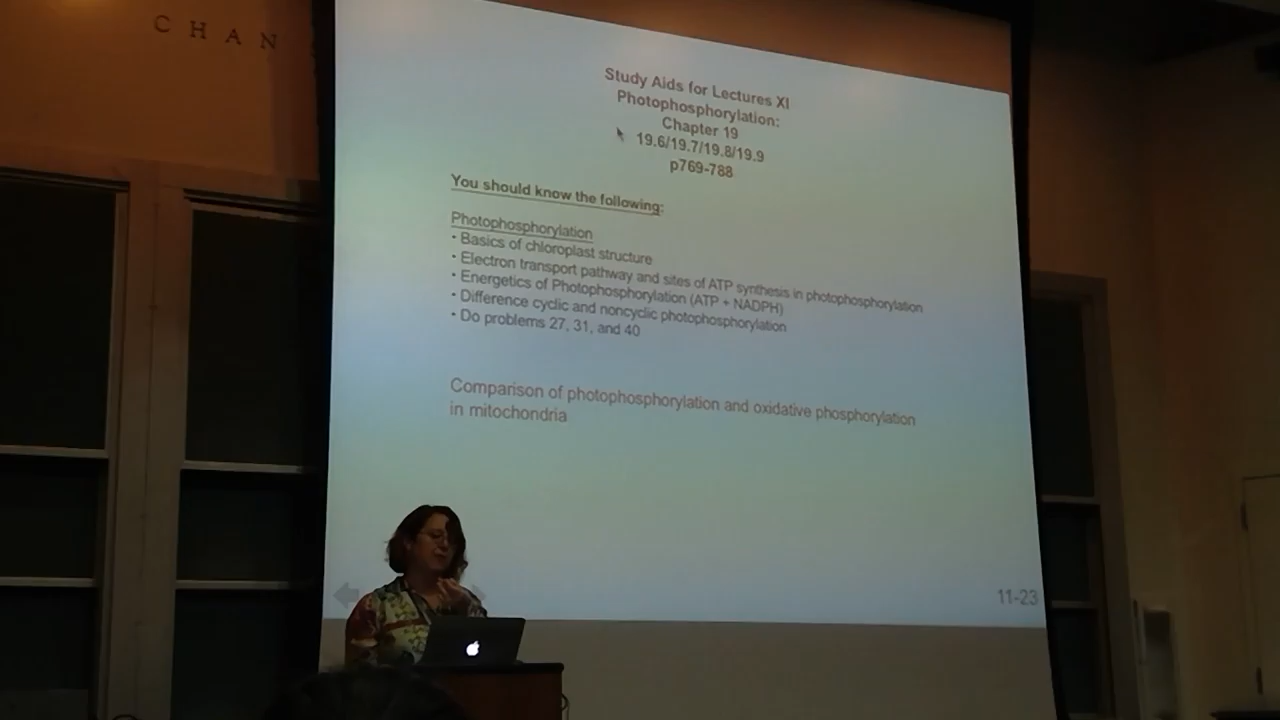 CHAN
Study Aids for Lectures XI
Photophosphorylation:
Chapter 19
19.6/19.7/19.8/19.9
p769-788
You should know the following:
Photophosphorylation
• Basics of chloroplast structure
• Electron transport pathway and sites of ATP synthesis in photophosphorylation
• Energetics of Photophosphorylation (ATP + NADPH)
• Difference cyclic and noncyclic photophosphorylation
• Do problems 27, 31, and 40
Comparison of photophosphorylation and oxidative phosphorylation
in mitochondria
11-23